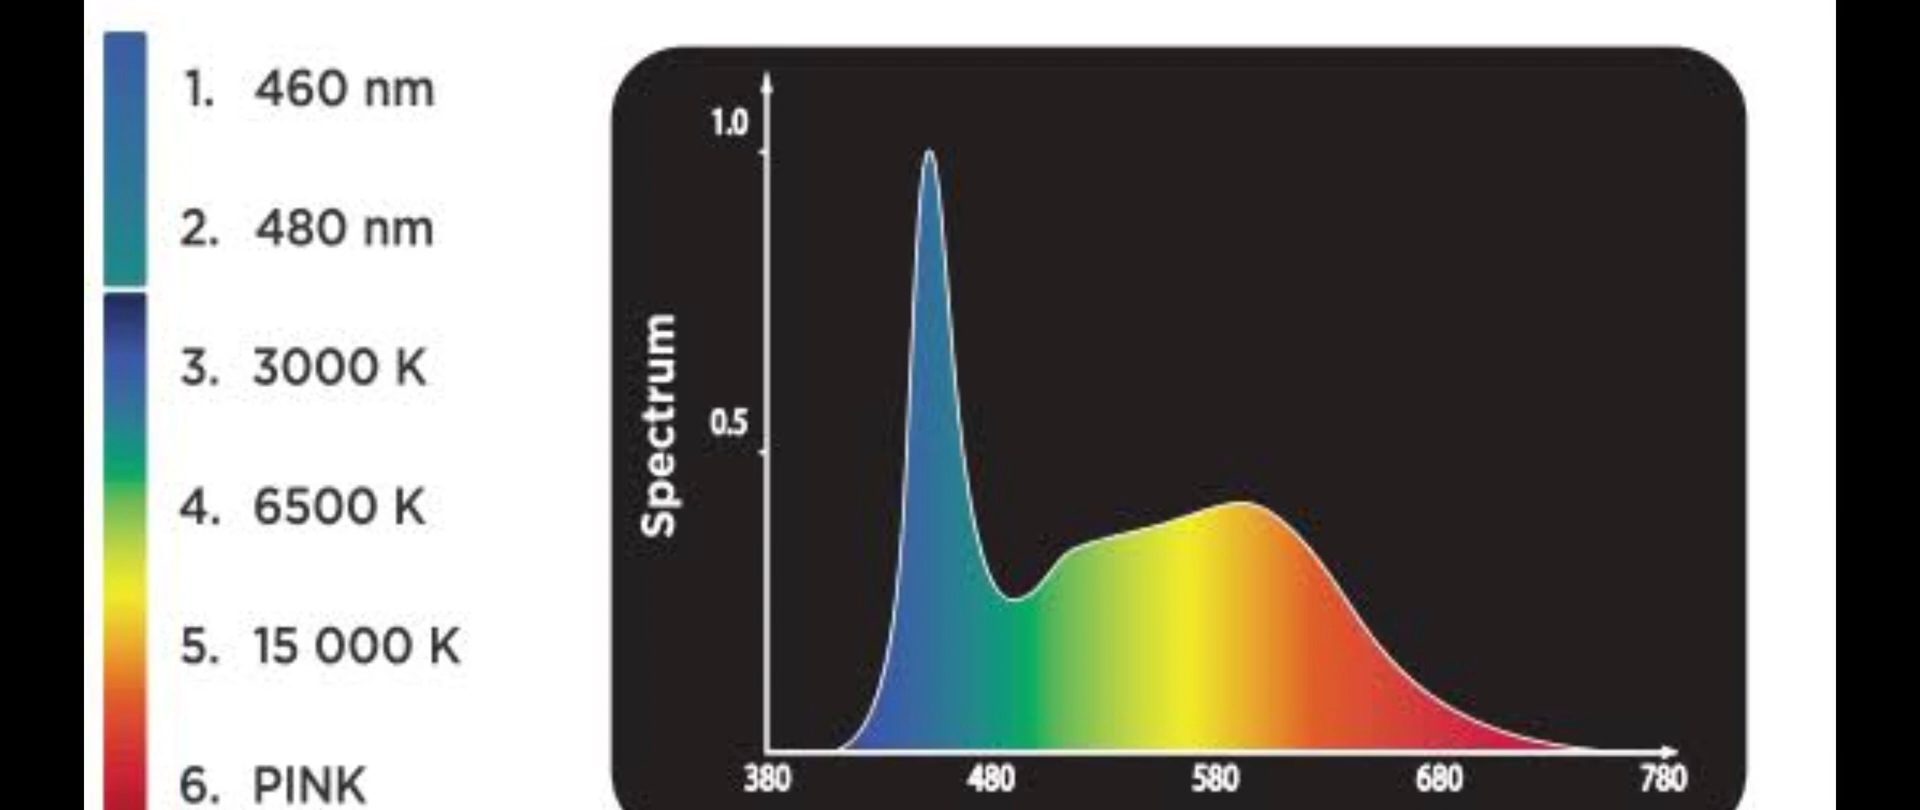 1. 460 nm
2. 480 nm
3. 3000 K
4. 6500 K
5. 15 000 K
6. PINK
Spectrum
1.0
0.5
380 480 580 680 780